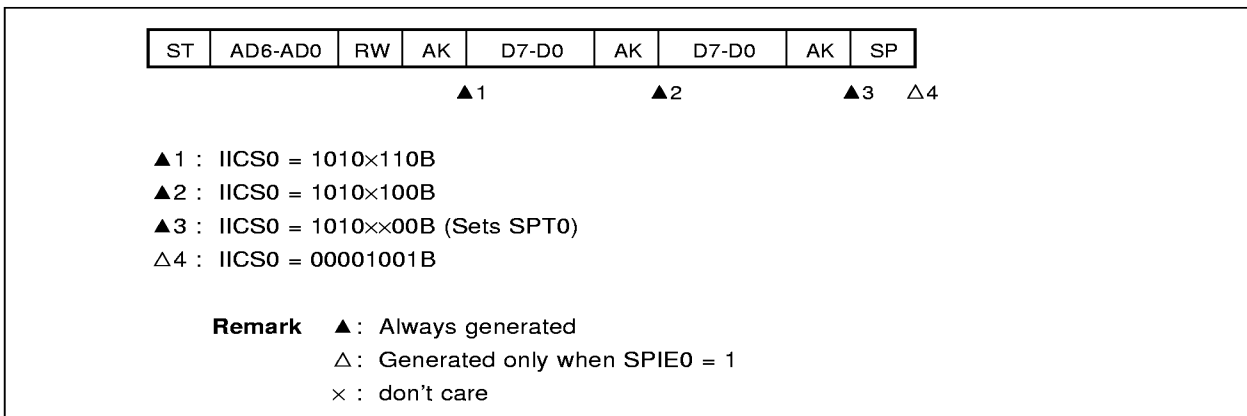 ST AD6-AD0 RW AK D7-D0 AK D7-D0 AK SP
▲1 ▲2 ▲3 △4
▲1 : IICS0 = 1010×110B
▲2 : IICS0 = 1010×100B
▲3 : IICS0 = 1010××00B (Sets SPT0)
△4 : IICS0 = 00001001B
Remark ▲ : Always generated
△ : Generated only when SPIE0 = 1
× : don't care